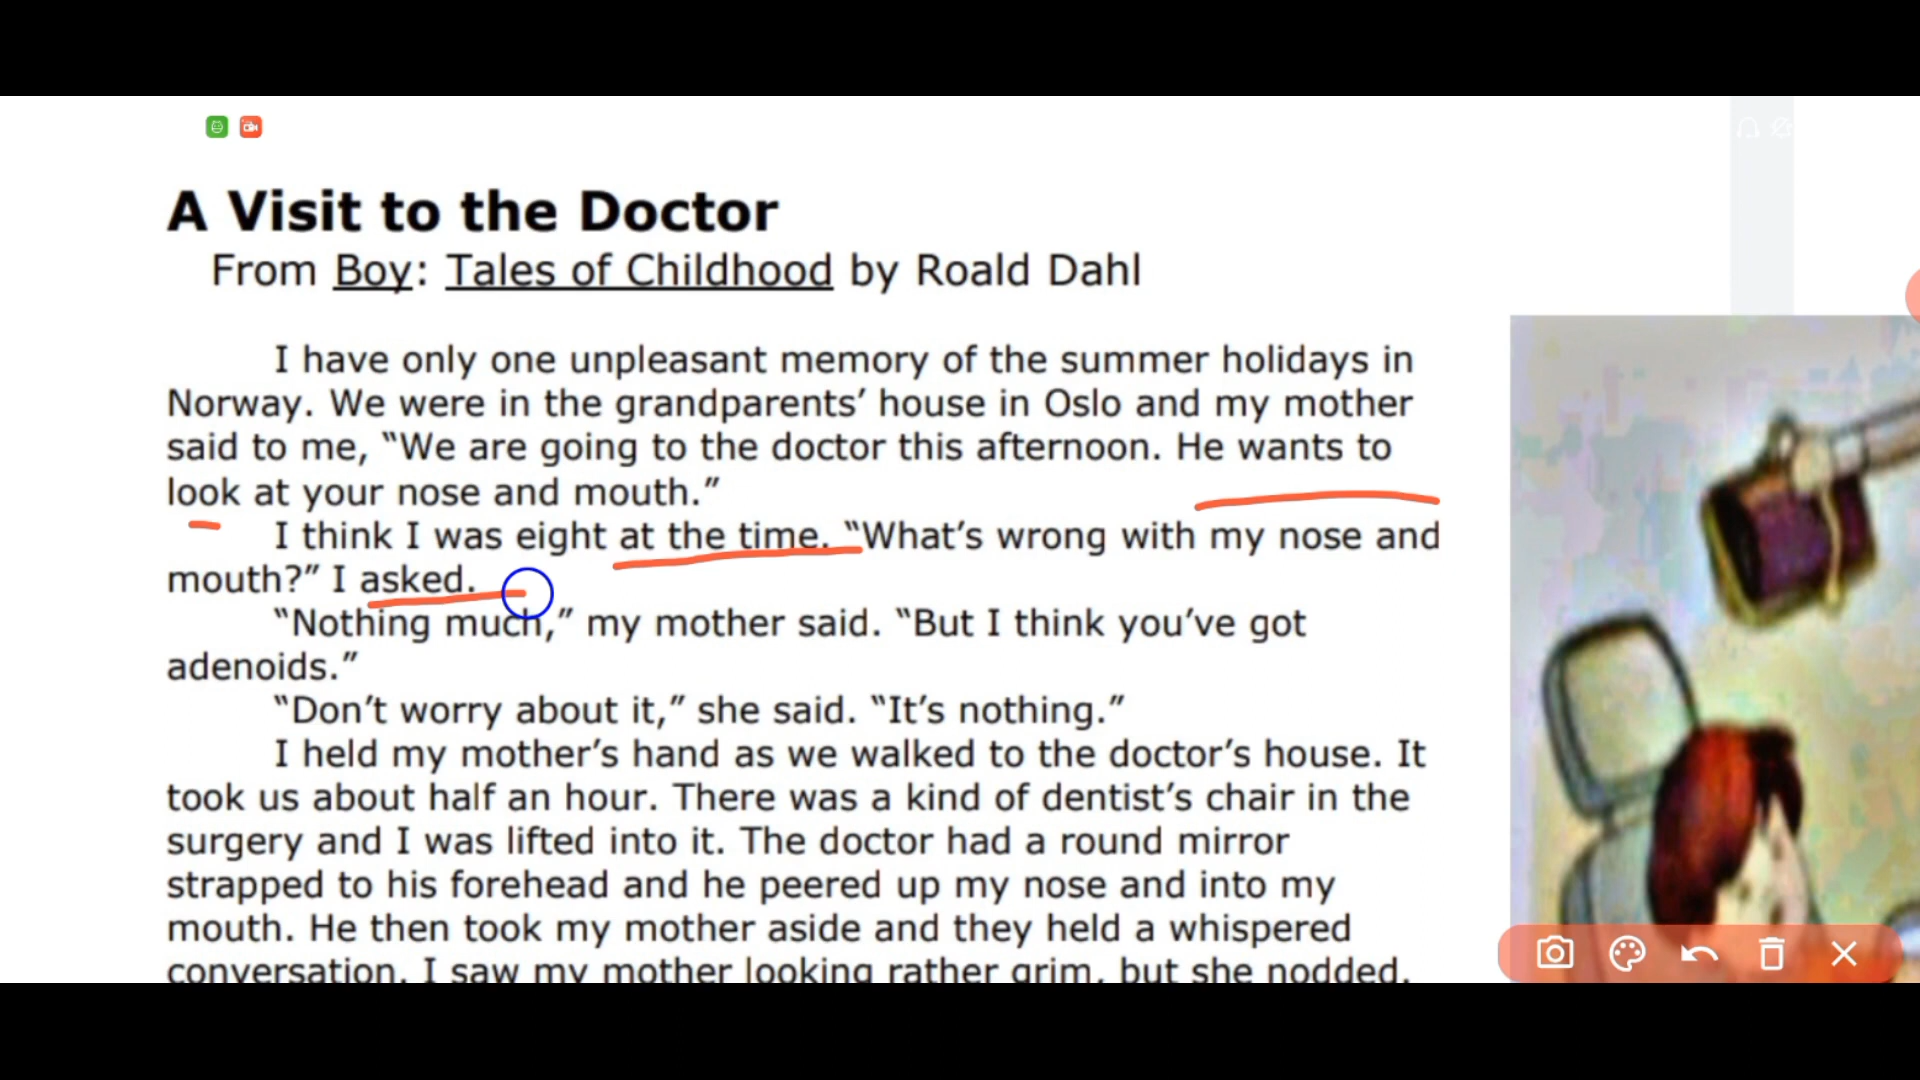 A Visit to the Doctor
From Boy: Tales of Childhood by Roald Dahl
I have only one unpleasant memory of the summer holidays in
Norway. We were in the grandparents’ house in Oslo and my mother
said to me, “We are going to the doctor this afternoon. He wants to
look at your nose and mouth.”
I think I was eight at the time. “What’s wrong with my nose and
mouth?” I asked.
“Nothing much,” my mother said. “But I think you’ve got
adenoids.”
“Don’t worry about it,” she said. “It’s nothing.”
I held my mother’s hand as we walked to the doctor’s house. It
took us about half an hour. There was a kind of dentist’s chair in the
surgery and I was lifted into it. The doctor had a round mirror
strapped to his forehead and he peered up my nose and into my
mouth. He then took my mother aside and they held a whispered
conversation. I saw my mother looking rather grim, but she nodded.